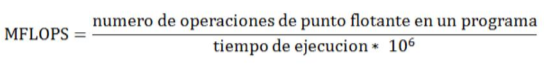 MFLOPS = numero de operaciones de punto flotante en un programa
tiempo de ejecucion ∗ 10⁶